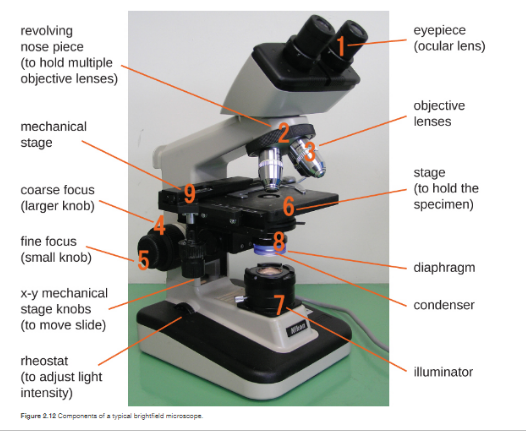 revolving
nose piece
(to hold multiple
objective lenses)
mechanical
stage
coarse focus
(larger knob)
fine focus
(small knob)
x-y mechanical
stage knobs
(to move slide)
rheostat
(to adjust light
intensity)
1
2
3
9
6
4
8
5
7
Nikon
eyepiece
(ocular lens)
objective
lenses
stage
(to hold the
specimen)
diaphragm
condenser
illuminator
Figure 2.12 Components of a typical brightfield microscope.